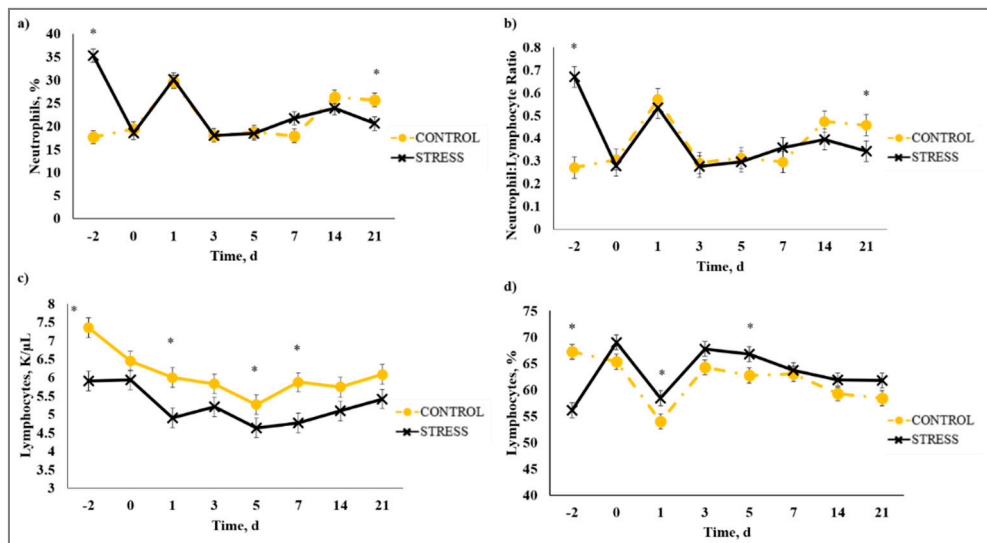 a)
Neutrophils, %
40
35
30
25
20
15
10
5
0
*
*
-2 0 1 3 5 7 14 21
Time, d
CONTROL
STRESS
b)
Neutrophil:Lymphocyte Ratio
0.8
0.7
0.6
0.5
0.4
0.3
0.2
0.1
0
*
*
-2 0 1 3 5 7 14 21
Time, d
CONTROL
STRESS
c)
Lymphocytes, K/µL
8
7.5
7
6.5
6
5.5
5
4.5
4
3.5
3
*
*
*
*
-2 0 1 3 5 7 14 21
Time, d
CONTROL
STRESS
d)
Lymphocytes, %
75
70
65
60
55
50
45
40
*
*
*
-2 0 1 3 5 7 14 21
Time, d
CONTROL
STRESS